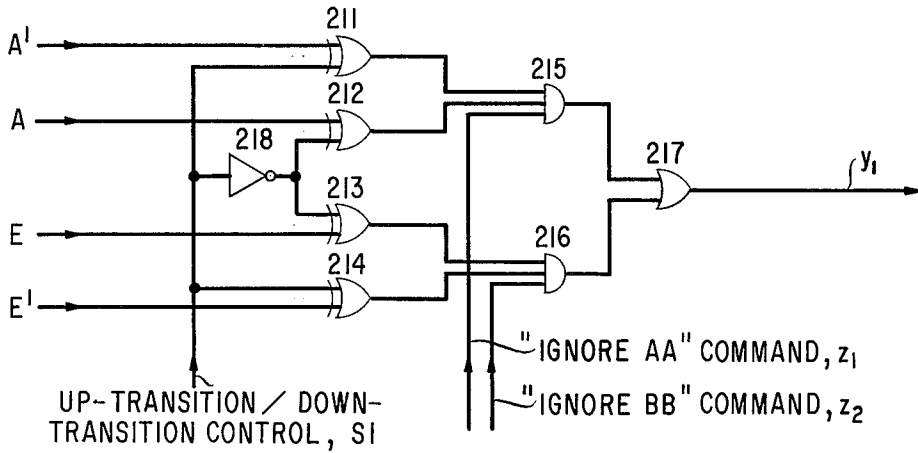 211
A'
212
215
A
218
217
y₁
213
E
216
214
E'
"IGNORE AA" COMMAND, z₁
UP-TRANSITION / DOWN-
TRANSITION CONTROL, S1
"IGNORE BB" COMMAND, z₂